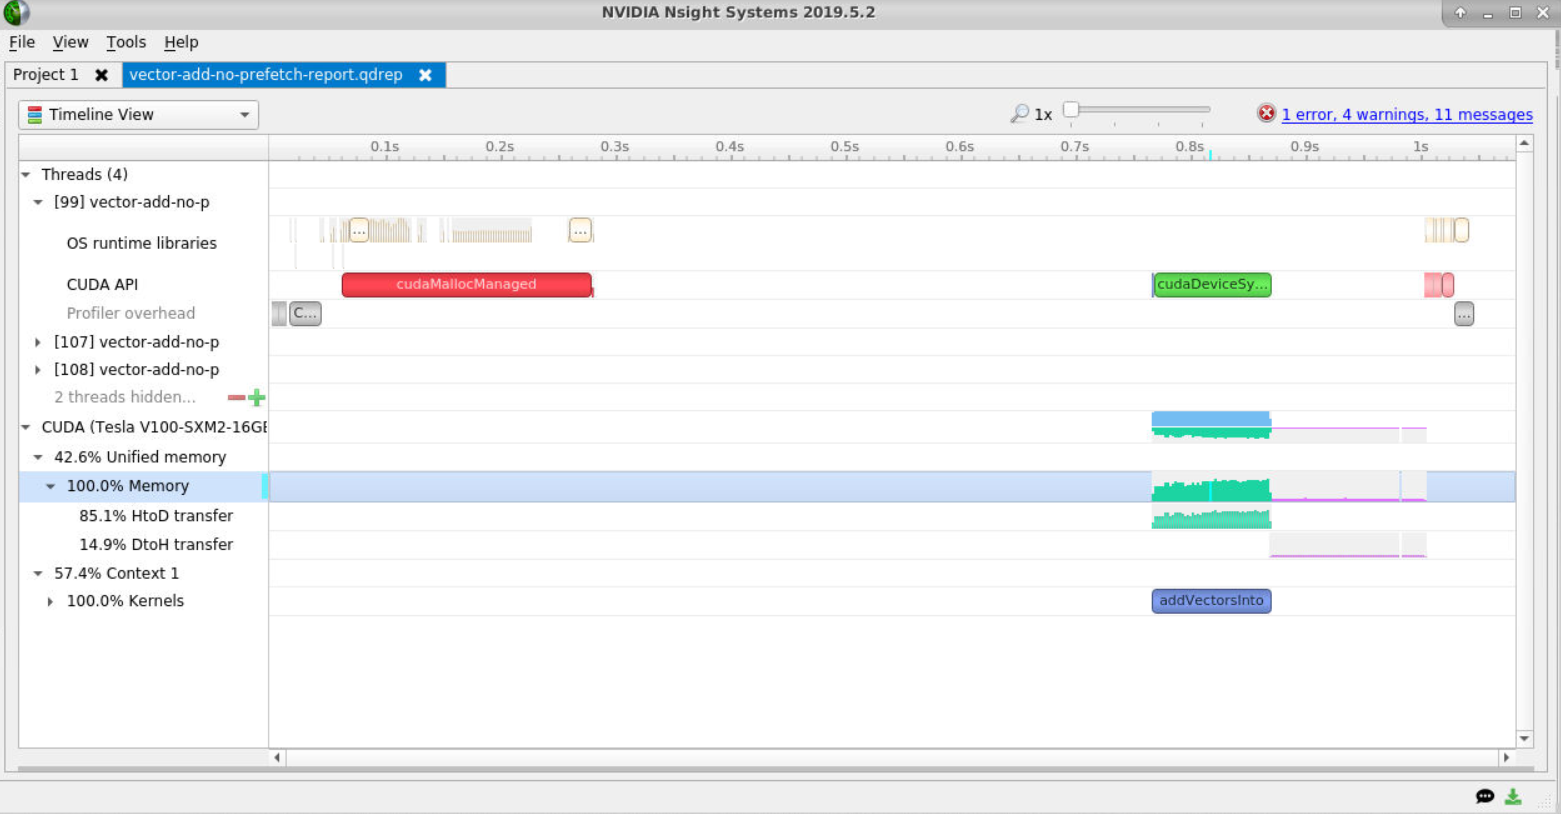 NVIDIA Nsight Systems 2019.5.2
File View Tools Help
Project 1 vector-add-no-prefetch-report.qdrep
Timeline View 1x 1 error, 4 warnings, 11 messages
0.1s 0.2s 0.3s 0.4s 0.5s 0.6s 0.7s 0.8s 0.9s 1s
Threads (4)
[99] vector-add-no-p
OS runtime libraries ... ...
CUDA API cudaMallocManaged cudaDeviceSy...
Profiler overhead C... ...
[107] vector-add-no-p
[108] vector-add-no-p
2 threads hidden...
CUDA (Tesla V100-SXM2-16GE
42.6% Unified memory
100.0% Memory
85.1% HtoD transfer
14.9% DtoH transfer
57.4% Context 1
100.0% Kernels addVectorsInto